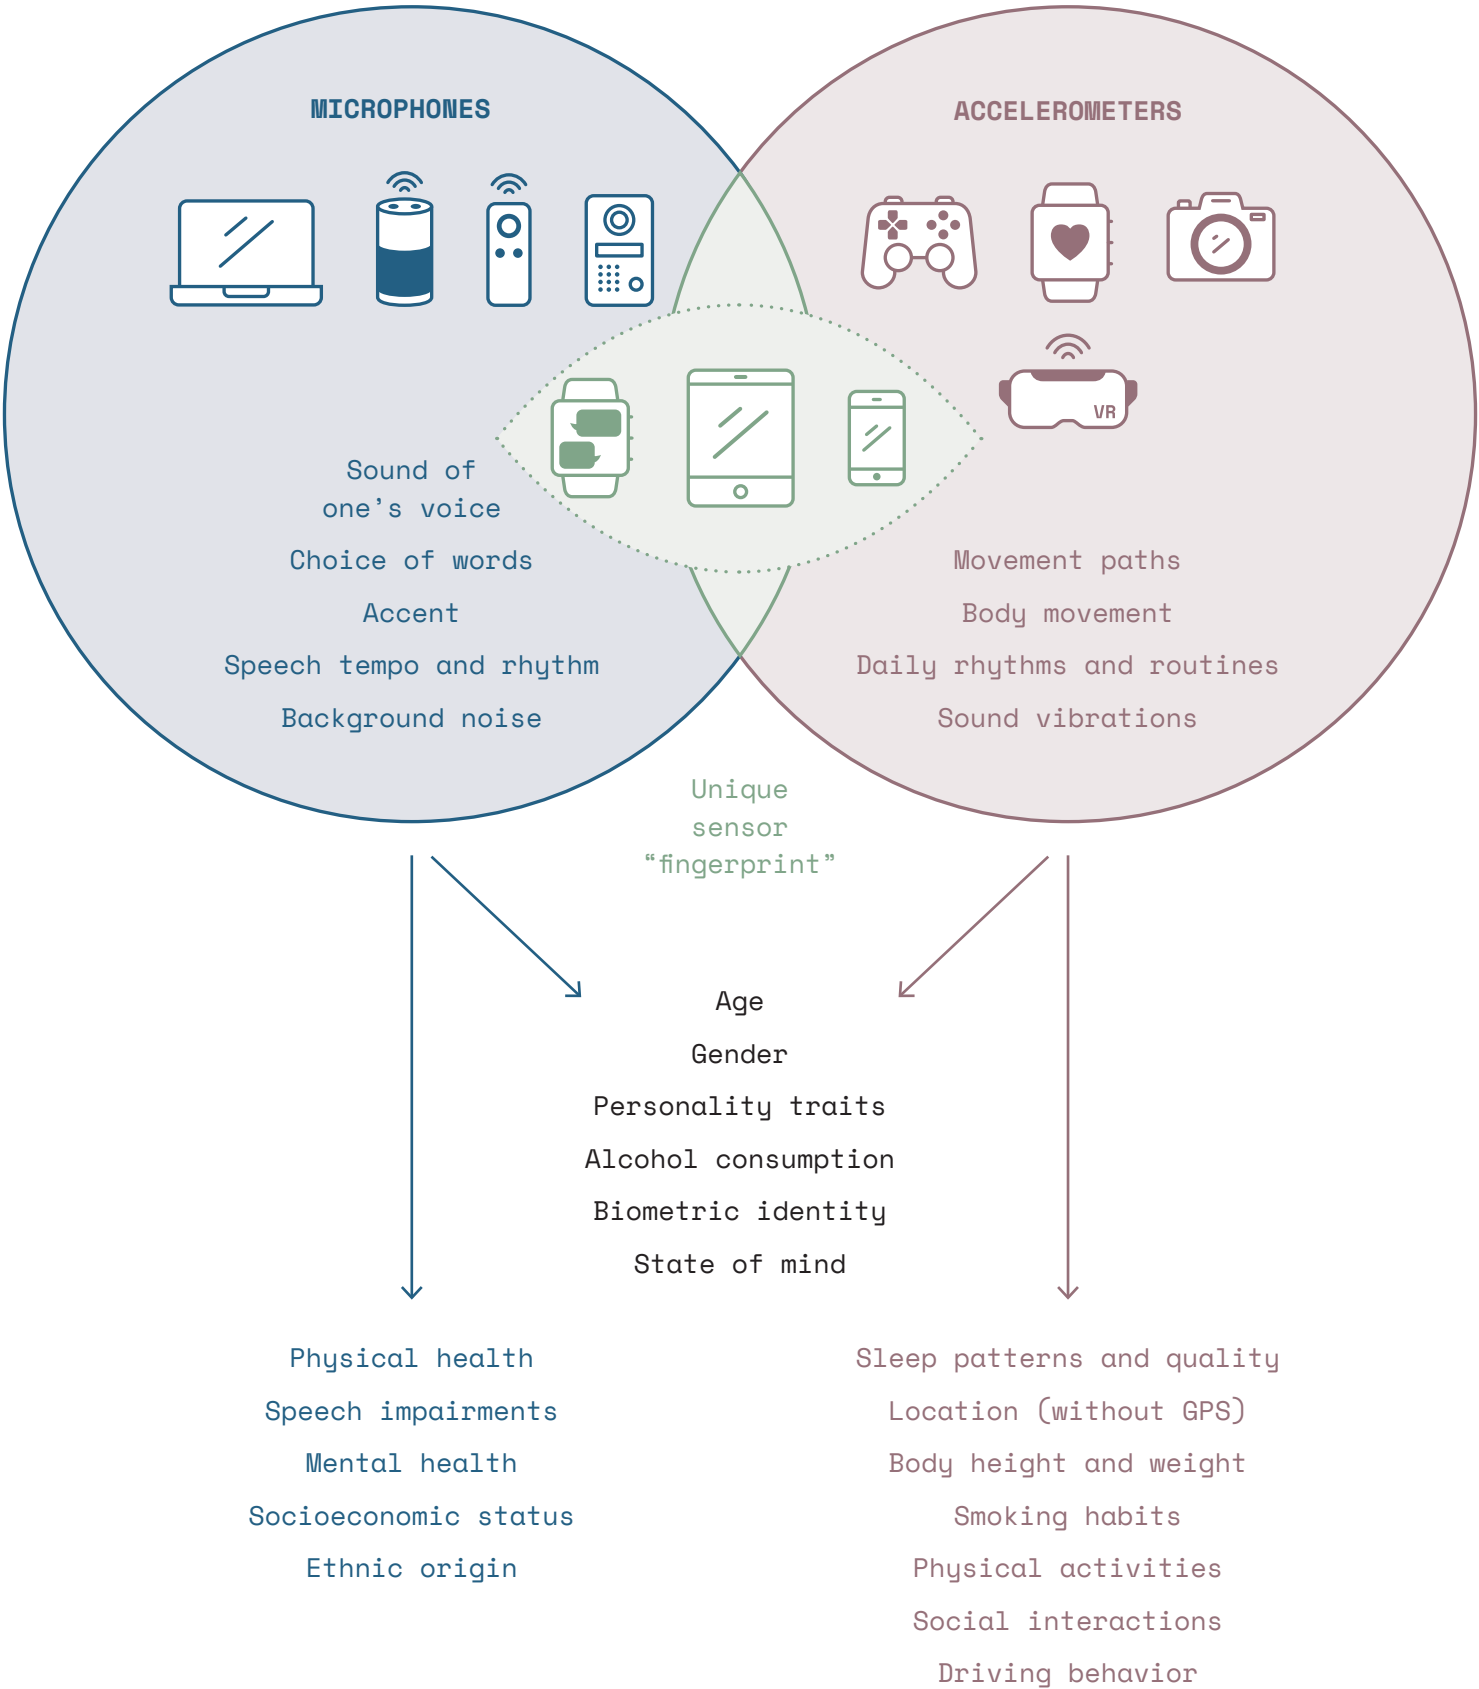 MICROPHONES
ACCELEROMETERS
VR
Sound of
one’s voice
Choice of words
Accent
Speech tempo and rhythm
Background noise
Movement paths
Body movement
Daily rhythms and routines
Sound vibrations
Unique
sensor
“fingerprint”
Age
Gender
Personality traits
Alcohol consumption
Biometric identity
State of mind
Physical health
Speech impairments
Mental health
Socioeconomic status
Ethnic origin
Sleep patterns and quality
Location (without GPS)
Body height and weight
Smoking habits
Physical activities
Social interactions
Driving behavior